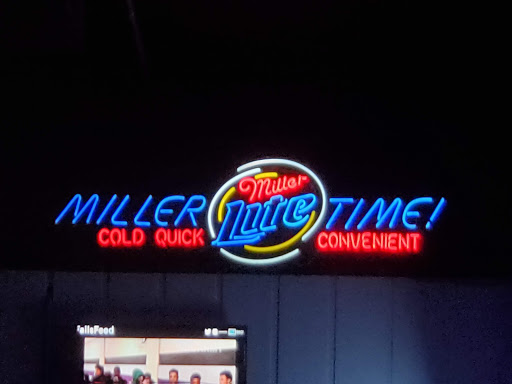 MILLER Miller Lite TIME!
COLD QUICK CONVENIENT